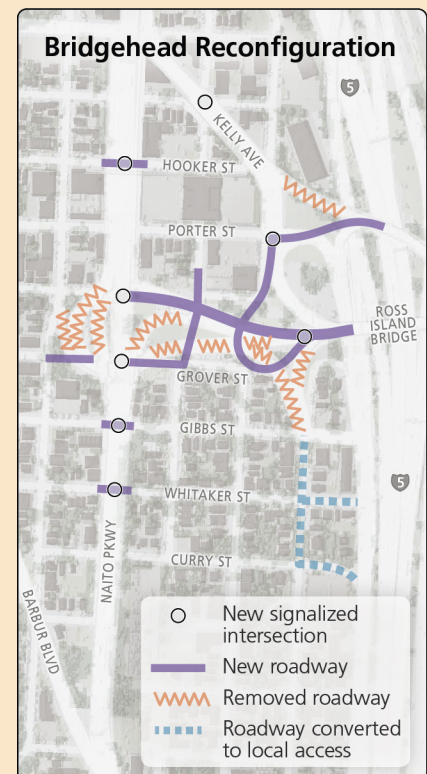 Bridgehead Reconfiguration
5
KELLY AVE
HOOKER ST
PORTER ST
ROSS
ISLAND
BRIDGE
GROVER ST
GIBBS ST
5
WHITAKER ST
NAITO PKWY
CURRY ST
BARBUR BLVD
New signalized
intersection
New roadway
Removed roadway
Roadway converted
to local access